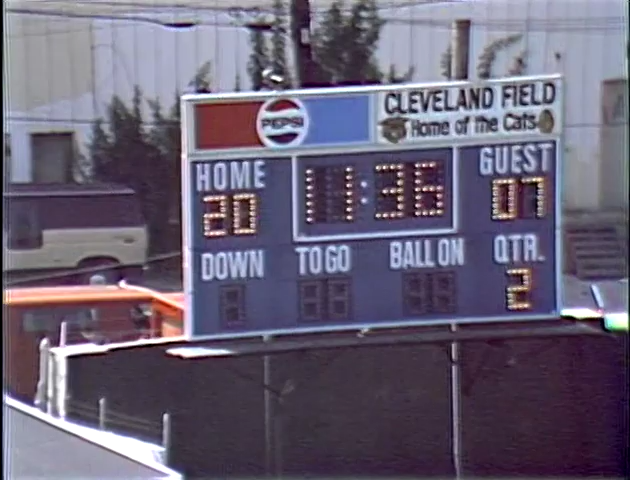 PEPSI
CLEVELAND FIELD
Home of the Cats
HOME 11:36 GUEST
20 07
DOWN TO GO BALL ON QTR.
2